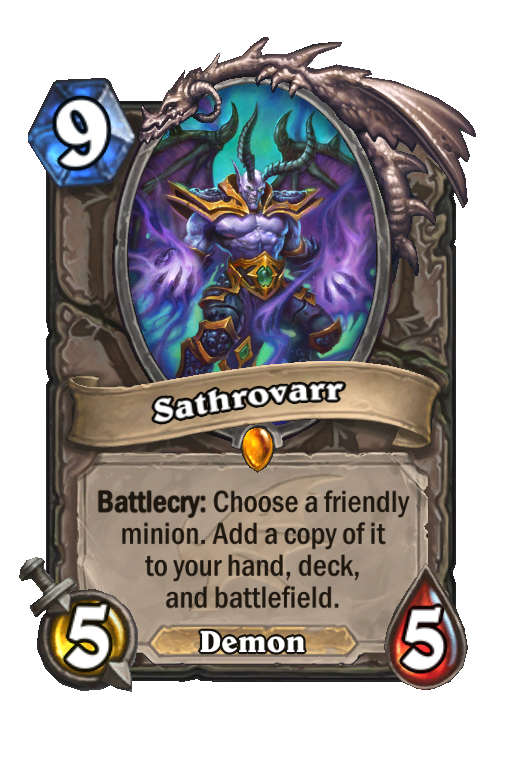 9
Sathrovarr
Battlecry: Choose a friendly
minion. Add a copy of it
to your hand, deck,
and battlefield.
5
Demon
5